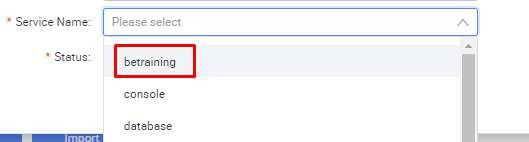 * Service Name: Please select
* Status:
betraining
console
database
Import